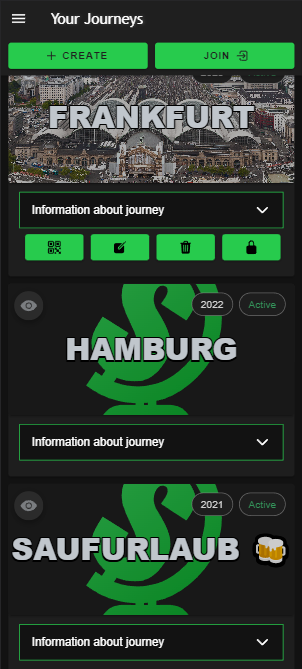 Your Journeys
+ CREATE
JOIN
FRANKFURT
Information about journey
2022
Active
HAMBURG
Information about journey
2021
Active
SAUFURLAUB 🍻
Information about journey